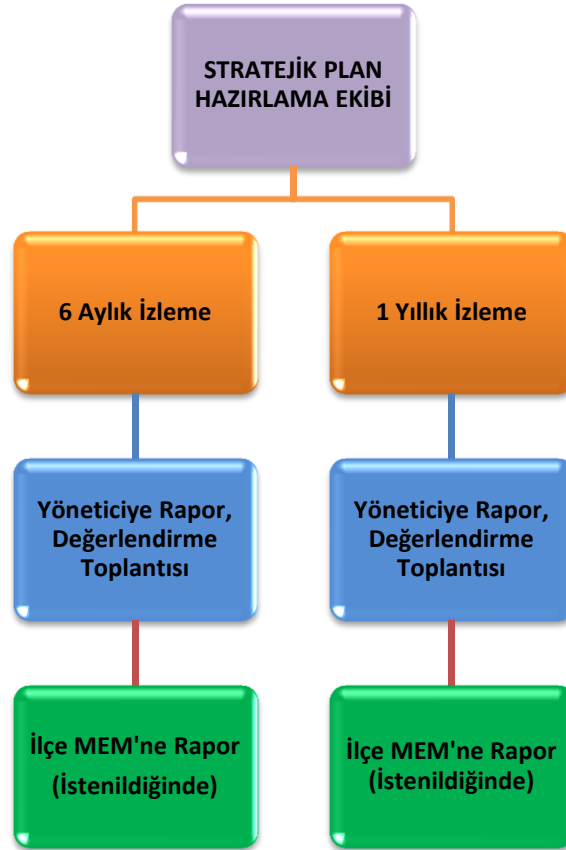 STRATEJİK PLAN
HAZIRLAMA EKİBİ
6 Aylık İzleme
1 Yıllık İzleme
Yöneticiye Rapor,
Değerlendirme
Toplantısı
Yöneticiye Rapor,
Değerlendirme
Toplantısı
İlçe MEM'ne Rapor
(İstenildiğinde)
İlçe MEM'ne Rapor
(İstenildiğinde)